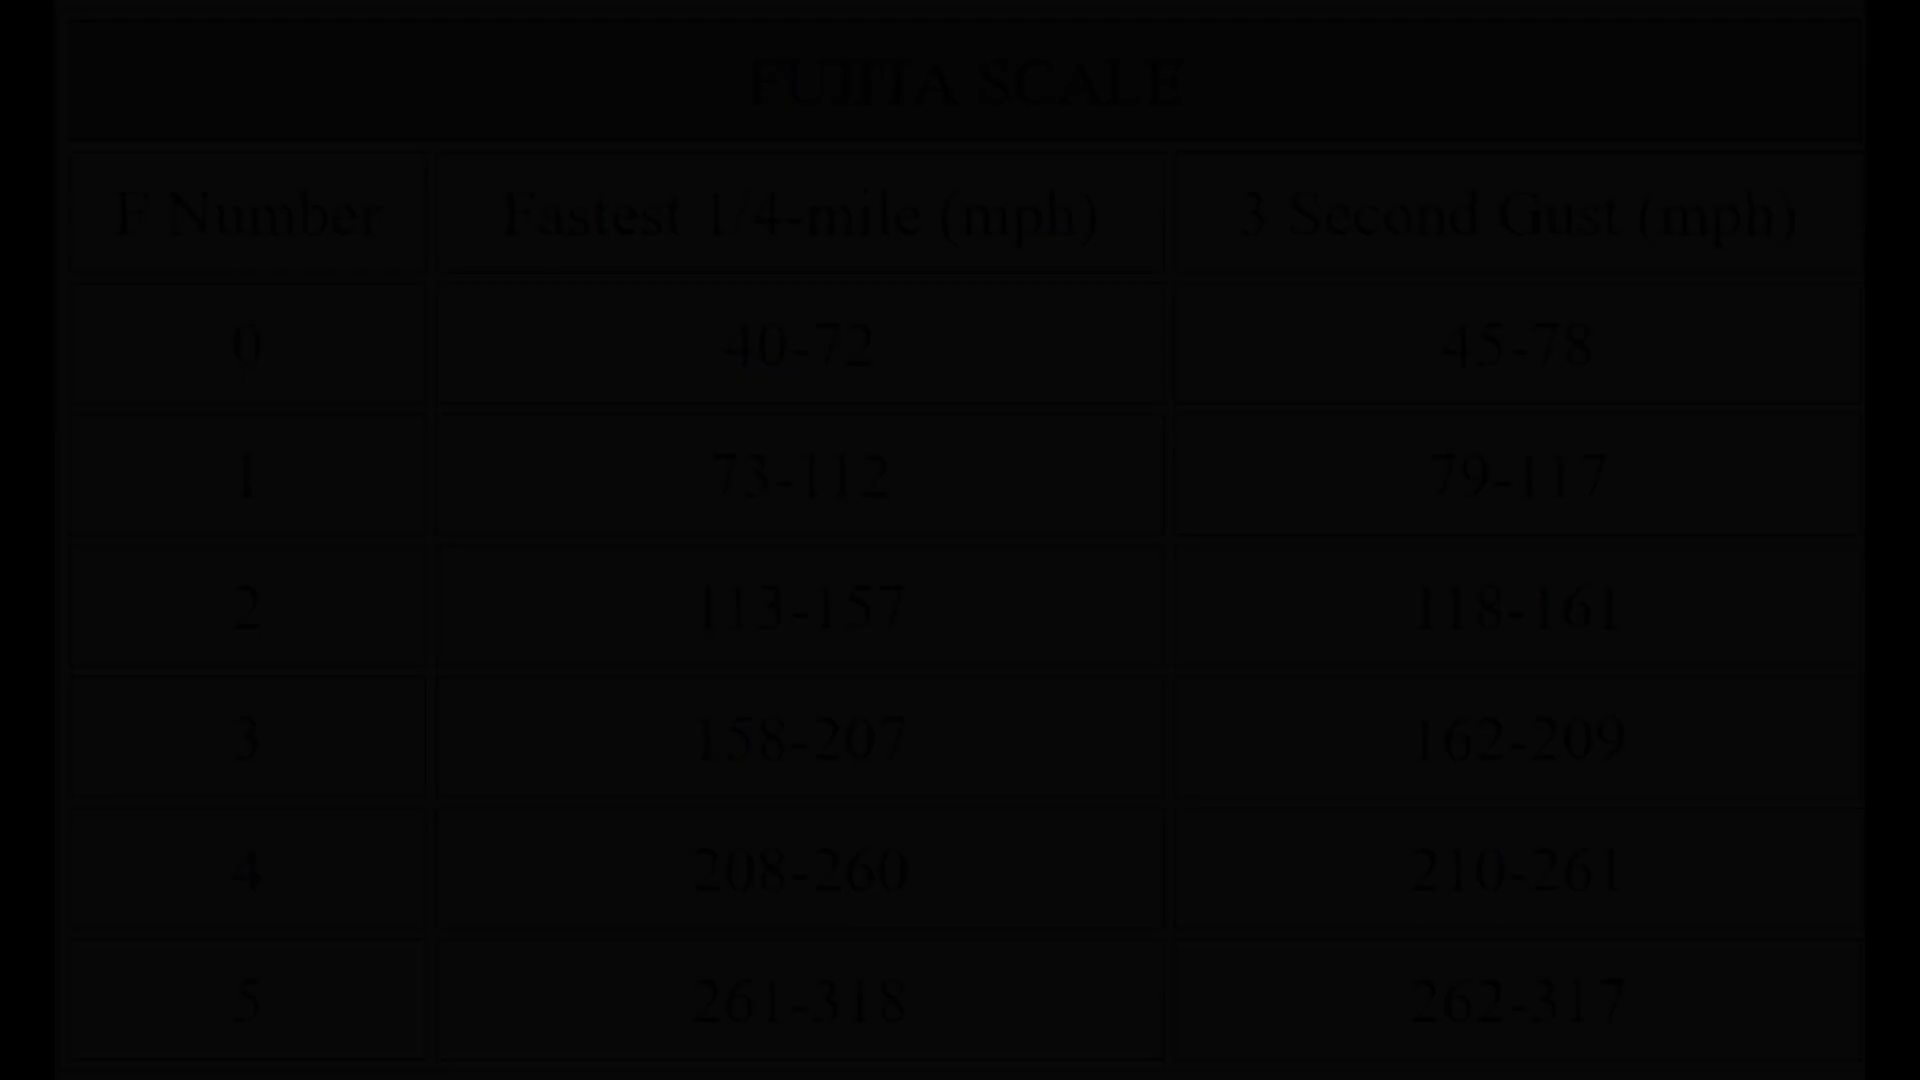 FUJITA SCALE
F Number Fastest 1/4-mile (mph) 3 Second Gust (mph)
0 40-72 45-78
1 73-112 79-117
2 113-157 118-161
3 158-207 162-209
4 208-260 210-261
5 261-318 262-317